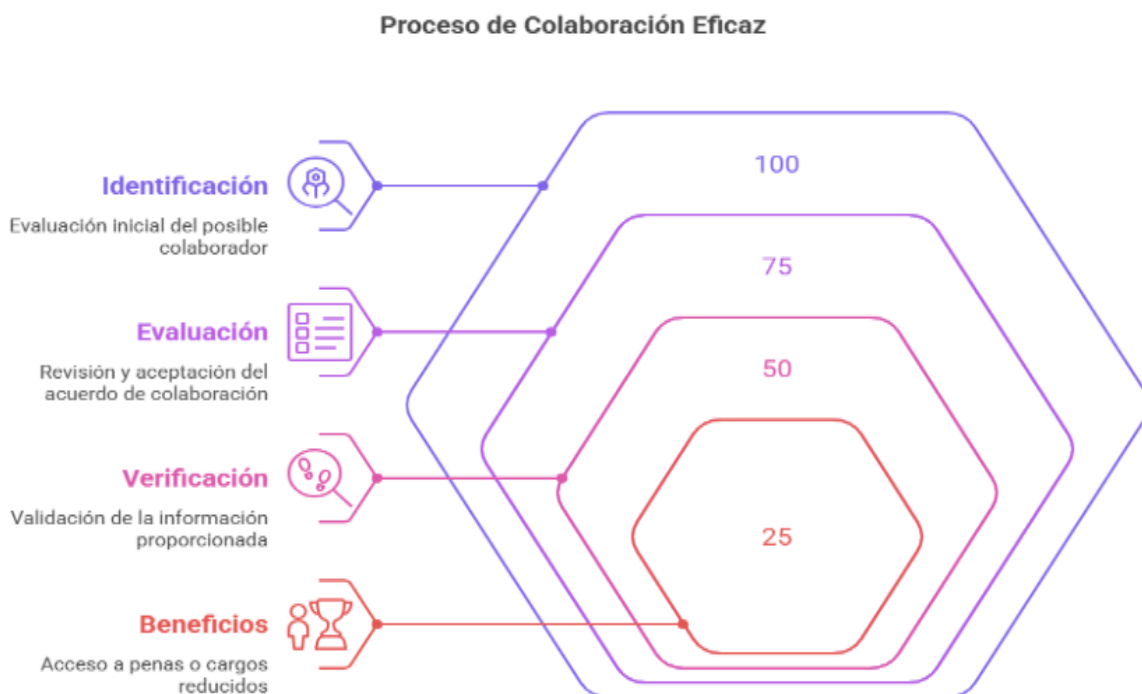 Proceso de Colaboración Eficaz
Identificación
Evaluación inicial del posible
colaborador
100
Evaluación
Revisión y aceptación del
acuerdo de colaboración
75
Verificación
Validación de la información
proporcionada
50
Beneficios
Acceso a penas o cargos
reducidos
25